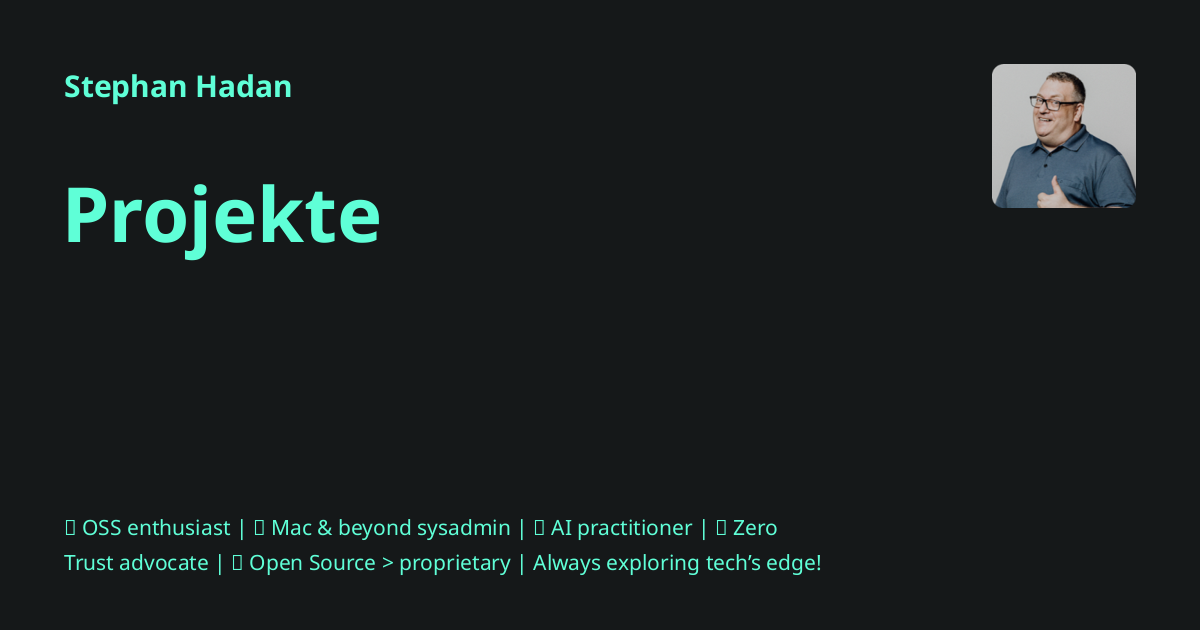 Stephan Hadan
Projekte
▯ OSS enthusiast | ▯ Mac & beyond sysadmin | ▯ AI practitioner | ▯ Zero
Trust advocate | ▯ Open Source > proprietary | Always exploring tech’s edge!